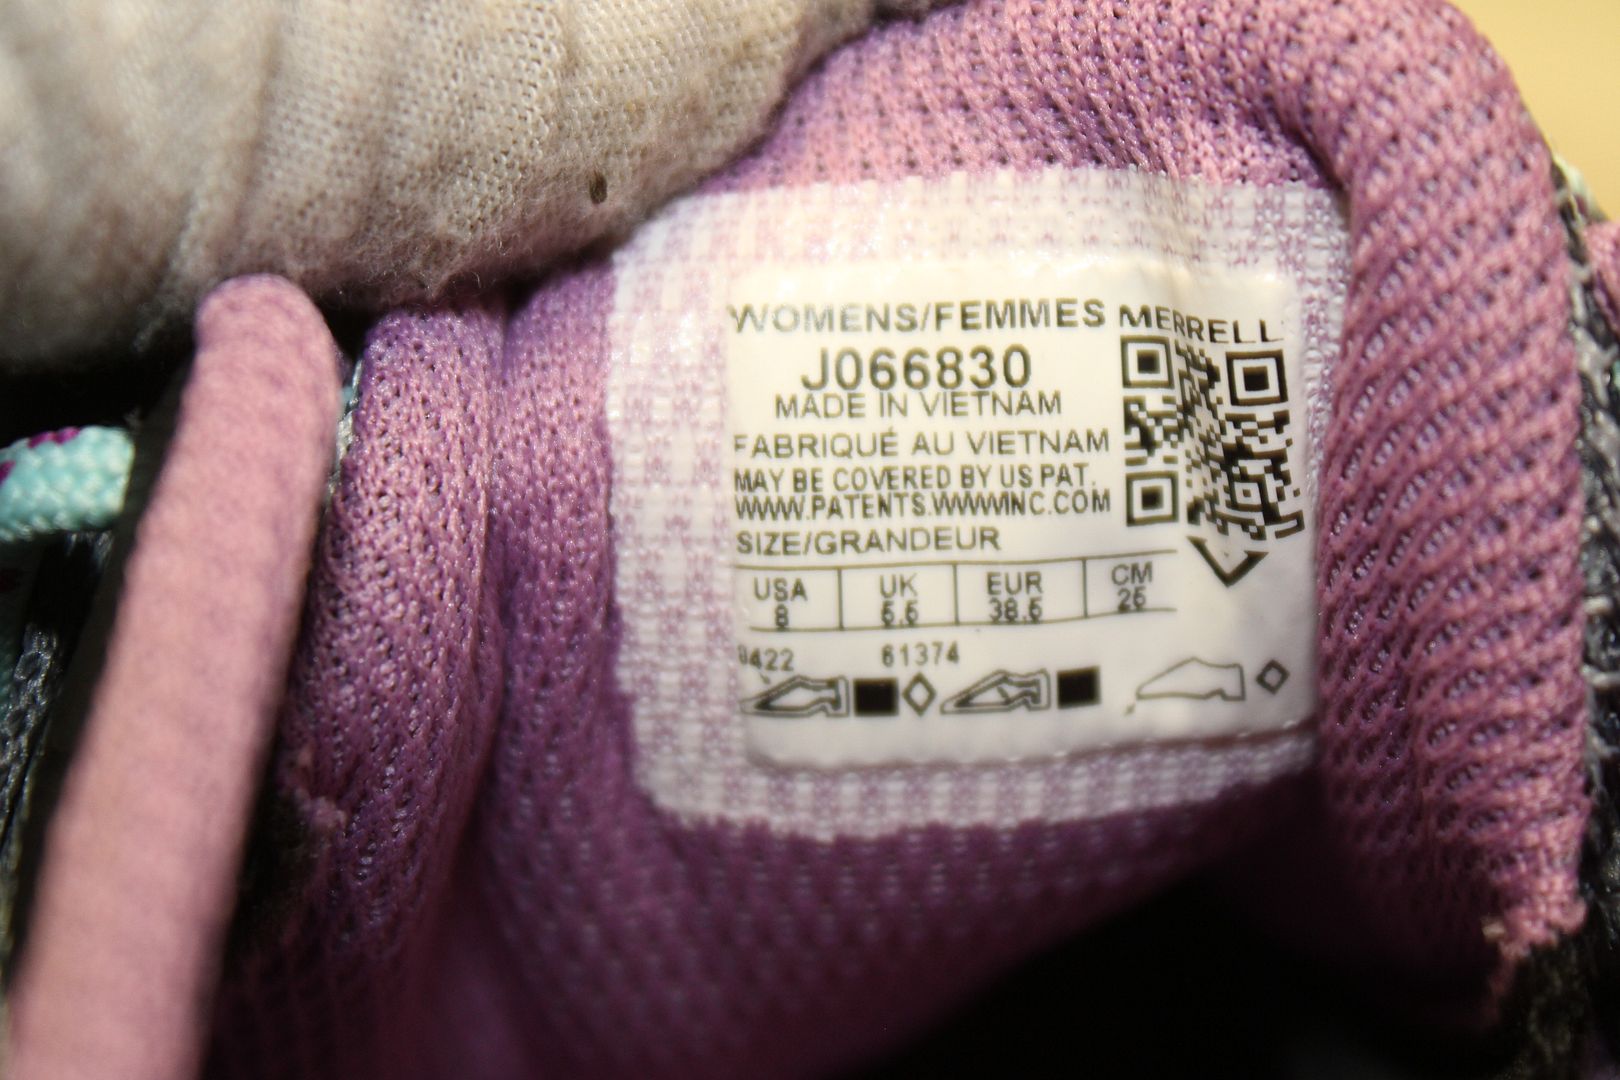 WOMENS/FEMMES MERRELL
J066830
MADE IN VIETNAM
FABRIQUÉ AU VIETNAM
MAY BE COVERED BY US PAT.
WWW.PATENTS.WWWINC.COM
SIZE/GRANDEUR
USA UK EUR CM
8 5.5 38.5 25
61374